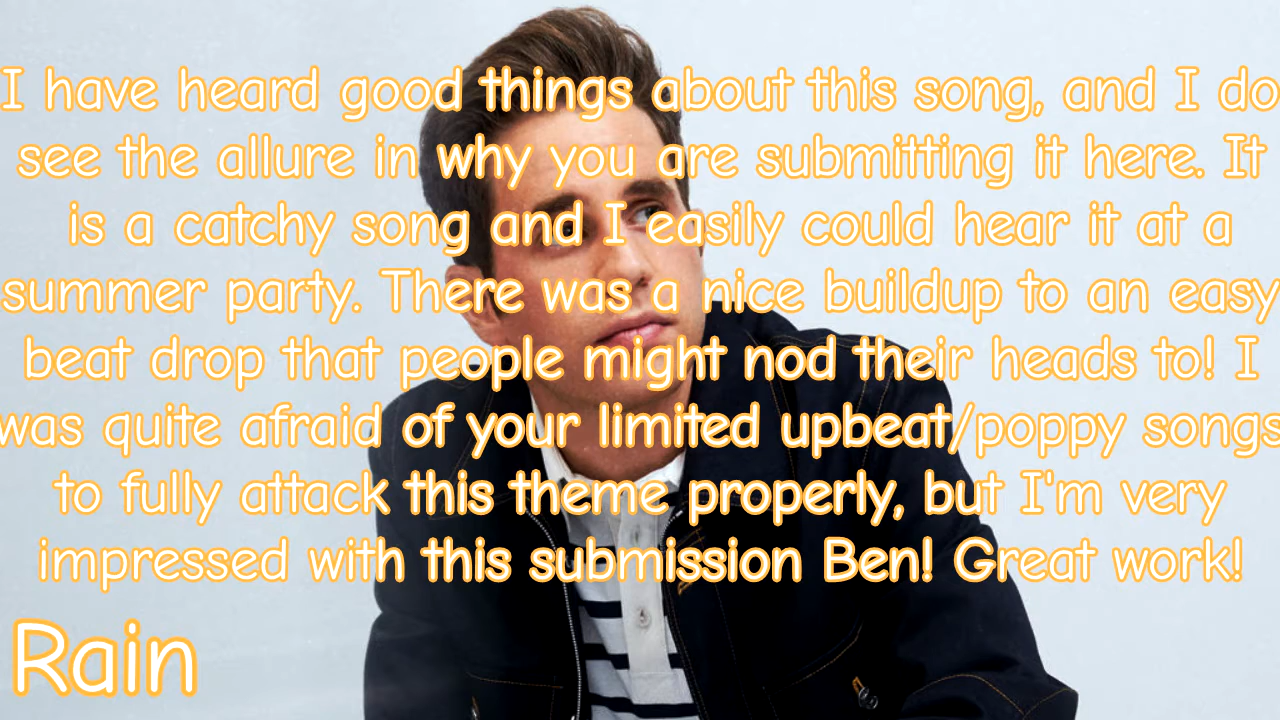 I have heard good things about this song, and I do
see the allure in why you are submitting it here. It
is a catchy song and I easily could hear it at a
summer party. There was a nice buildup to an easy
beat drop that people might nod their heads to! I
was quite afraid of your limited upbeat/poppy songs
to fully attack this theme properly, but I'm very
impressed with this submission Ben! Great work!
Rain